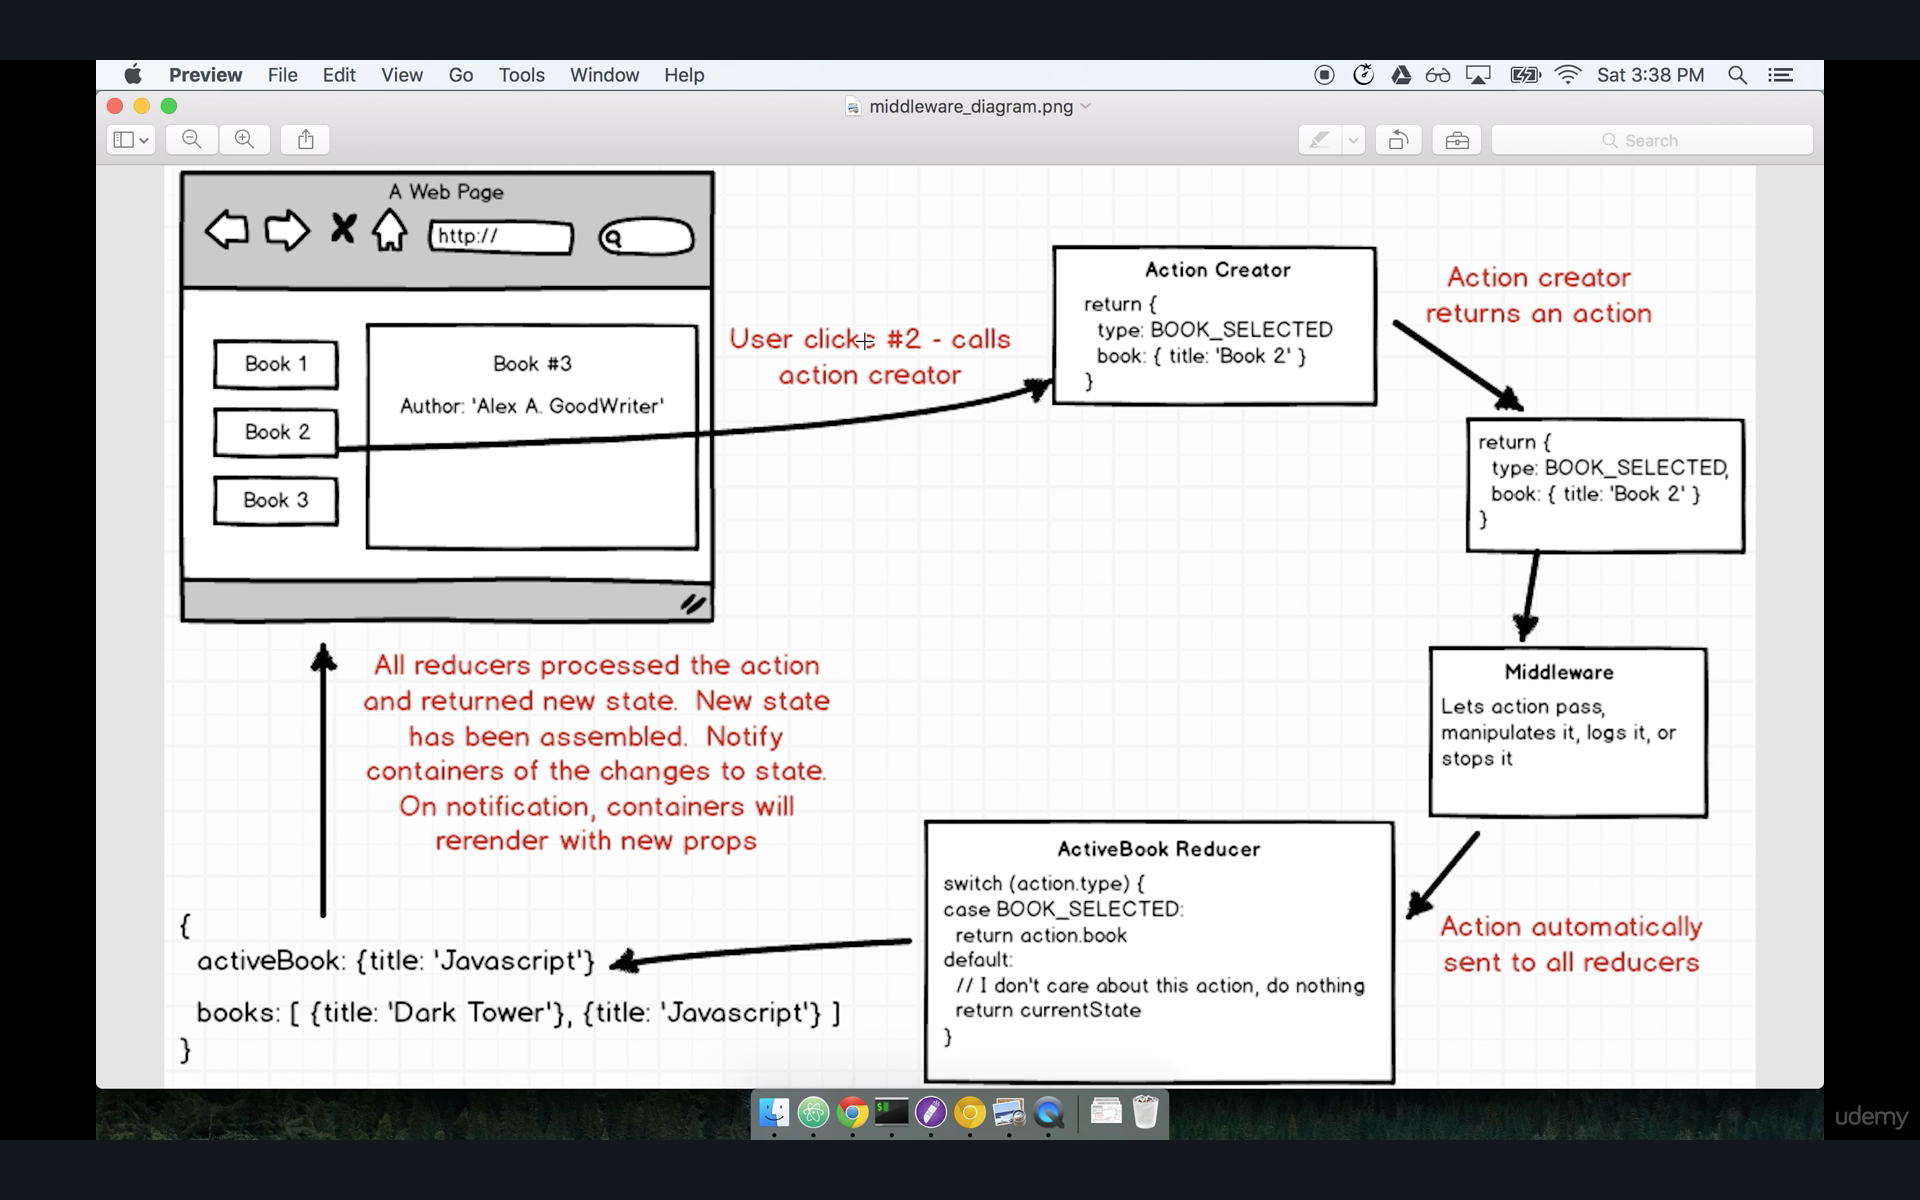 Preview File Edit View Go Tools Window Help
Sat 3:38 PM
middleware_diagram.png
Search
A Web Page
http://
Book 1
Book 2
Book 3
Book #3
Author: 'Alex A. GoodWriter'
User clicks #2 - calls
action creator
Action Creator
return {
type: BOOK_SELECTED
book: { title: 'Book 2' }
}
Action creator
returns an action
return {
type: BOOK_SELECTED,
book: { title: 'Book 2' }
}
Middleware
Lets action pass,
manipulates it, logs it, or
stops it
Action automatically
sent to all reducers
ActiveBook Reducer
switch (action.type) {
case BOOK_SELECTED:
return action.book
default:
// I don't care about this action, do nothing
return currentState
}
All reducers processed the action
and returned new state. New state
has been assembled. Notify
containers of the changes to state.
On notification, containers will
rerender with new props
{
activeBook: {title: 'Javascript'}
books: [ {title: 'Dark Tower'}, {title: 'Javascript'} ]
}
udemy